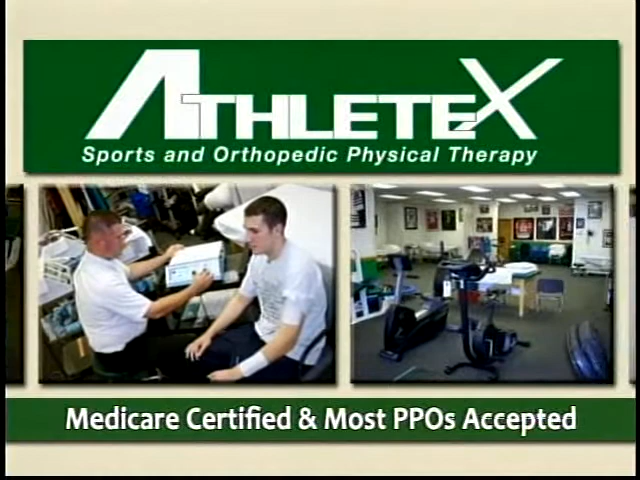 ATHLETEX
Sports and Orthopedic Physical Therapy
Medicare Certified & Most PPOs Accepted